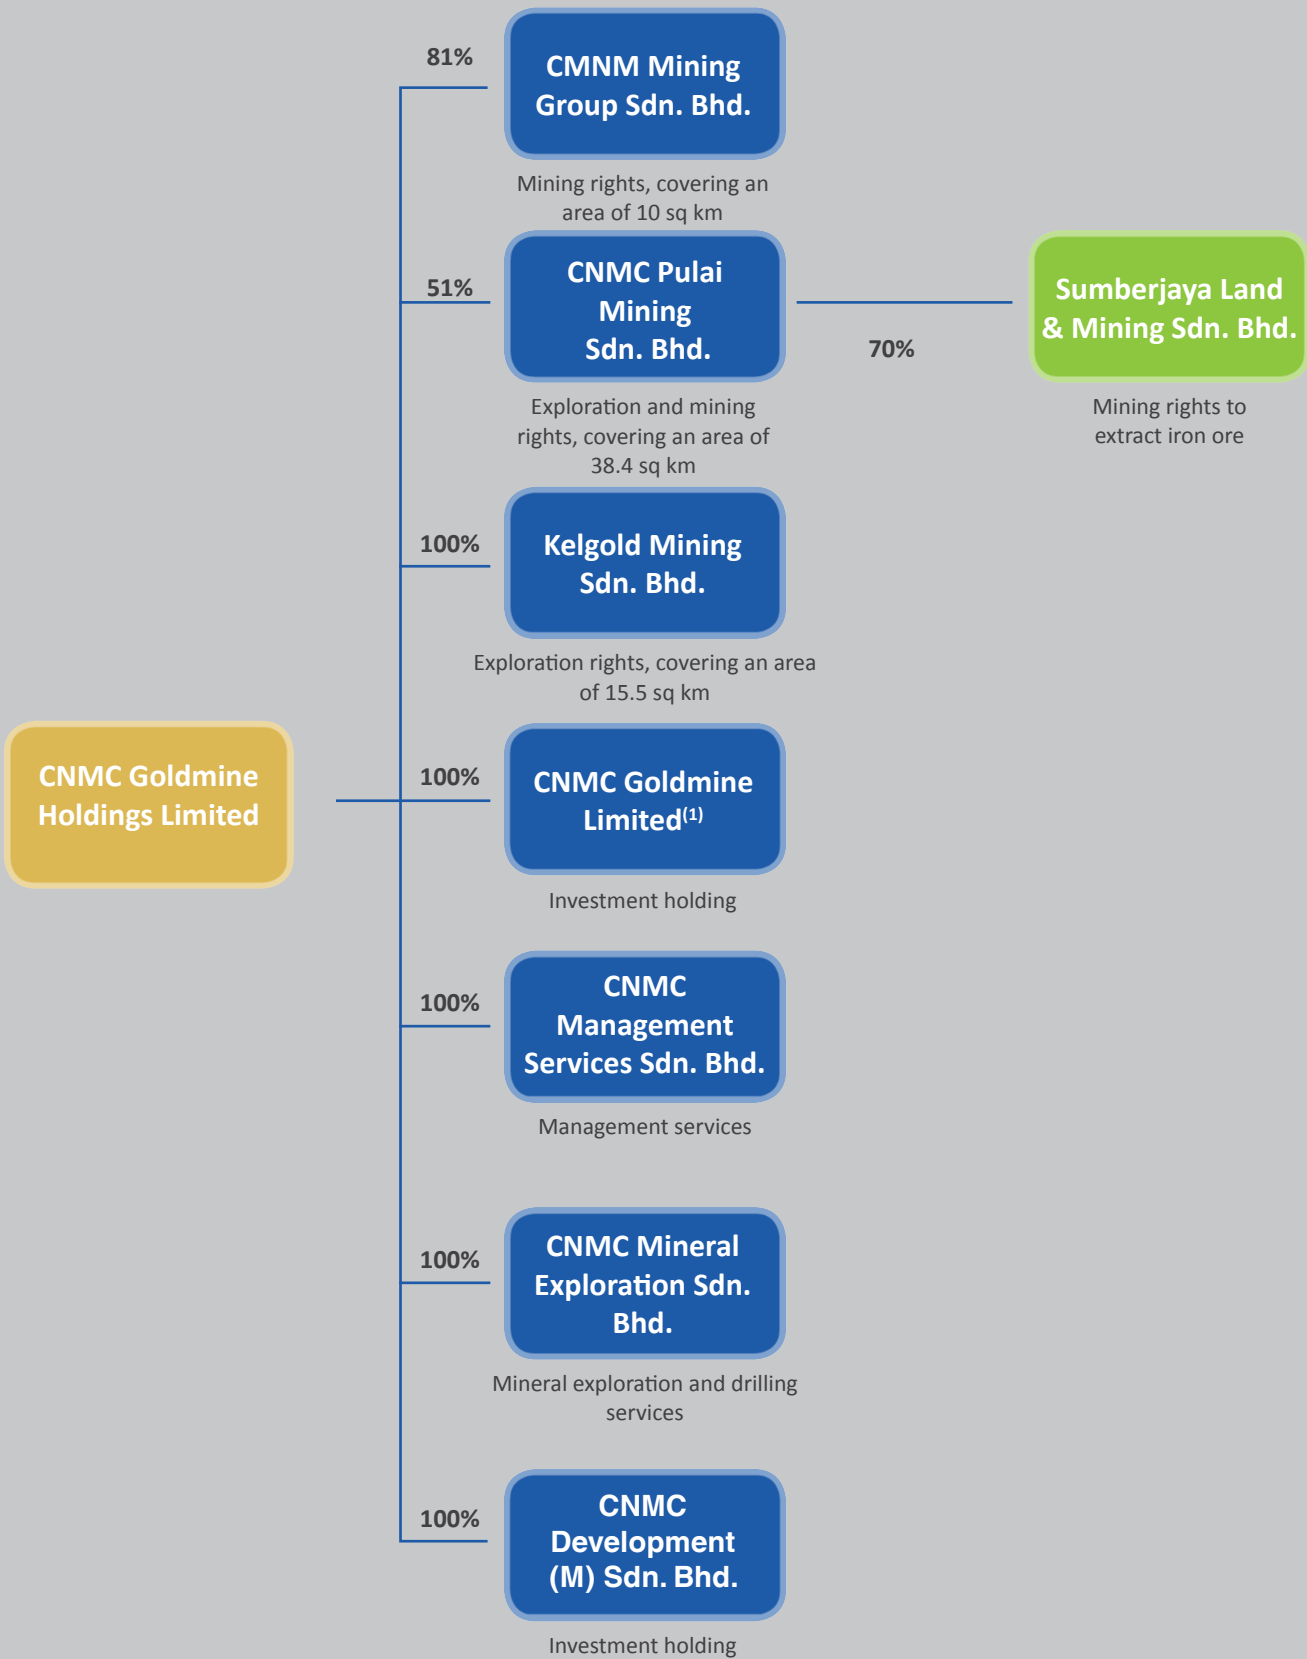 81%
CMNM Mining
Group Sdn. Bhd.
Mining rights, covering an
area of 10 sq km
51%
CNMC Pulai
Mining
Sdn. Bhd.
Exploration and mining
rights, covering an area of
38.4 sq km
70%
Sumberjaya Land
& Mining Sdn. Bhd.
Mining rights to
extract iron ore
100%
Kelgold Mining
Sdn. Bhd.
Exploration rights, covering an area
of 15.5 sq km
CNMC Goldmine
Holdings Limited
100%
CNMC Goldmine
Limited(1)
Investment holding
100%
CNMC
Management
Services Sdn. Bhd.
Management services
100%
CNMC Mineral
Exploration Sdn.
Bhd.
Mineral exploration and drilling
services
100%
CNMC
Development
(M) Sdn. Bhd.
Investment holding